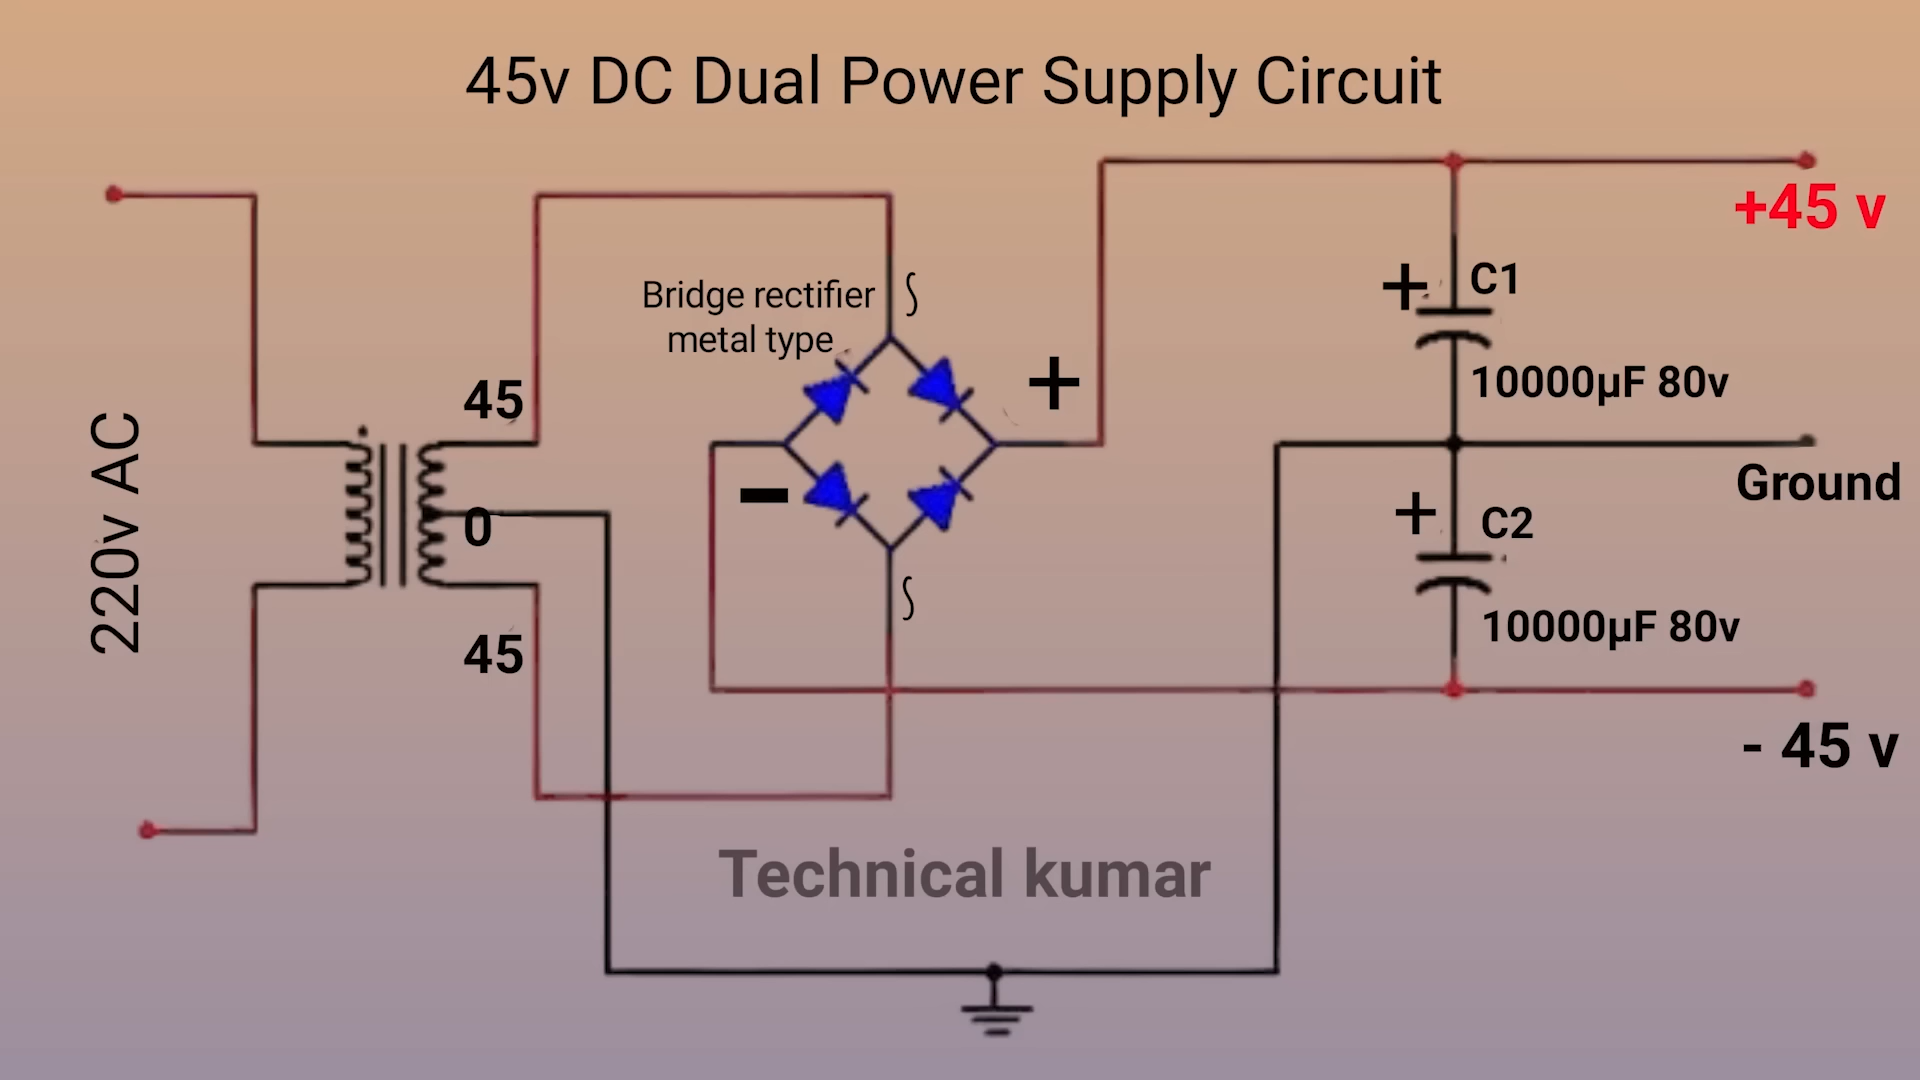 45v DC Dual Power Supply Circuit
+45 v
Bridge rectifier
metal type
+
C1
+
10000µF 80v
45
220v AC
0
−
Ground
+
C2
10000µF 80v
45
- 45 v
Technical kumar